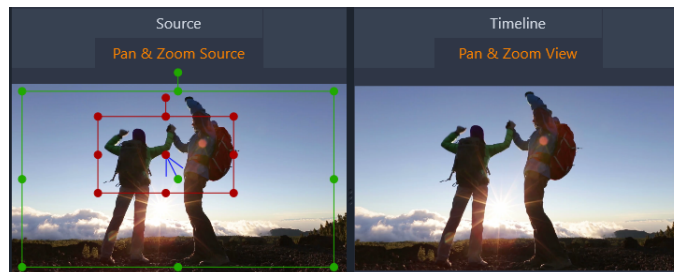 Source
Timeline
Pan & Zoom Source
Pan & Zoom View